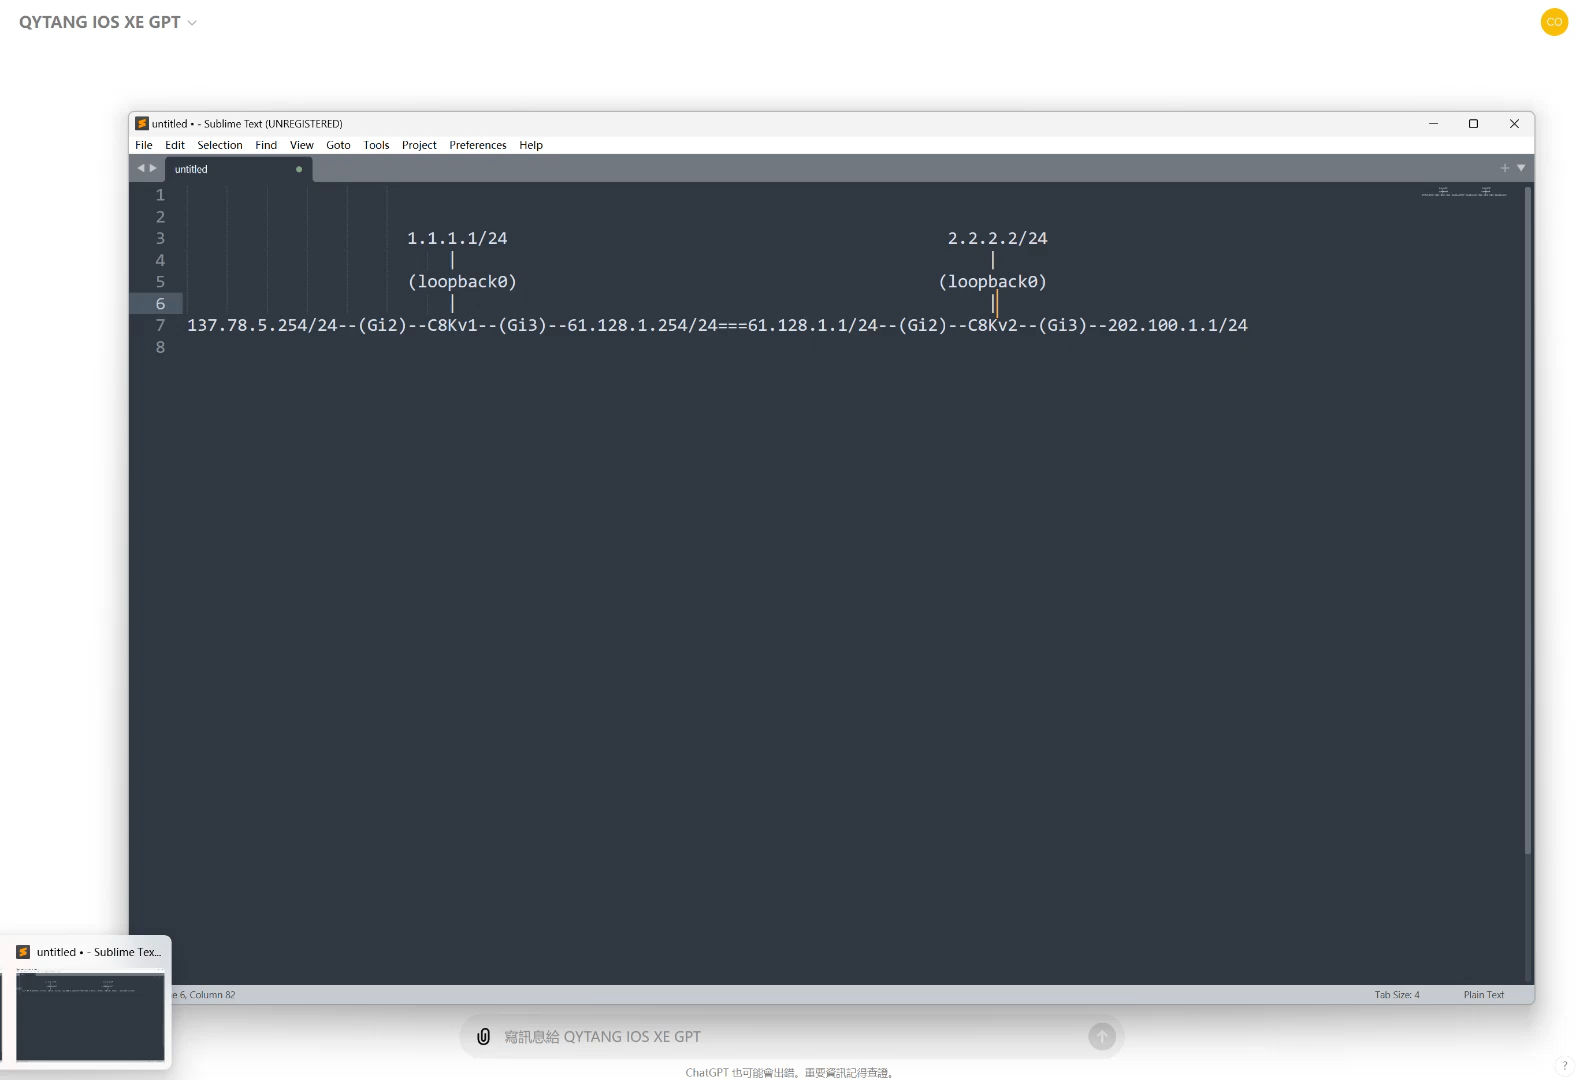 QYTANG IOS XE GPT
CO
untitled • - Sublime Text (UNREGISTERED)
File Edit Selection Find View Goto Tools Project Preferences Help
untitled
1
2
3 1.1.1.1/24 2.2.2.2/24
4 | |
5 (loopback0) (loopback0)
6 | |
7 137.78.5.254/24--(Gi2)--C8Kv1--(Gi3)--61.128.1.254/24===61.128.1.1/24--(Gi2)--C8Kv2--(Gi3)--202.100.1.1/24
8
untitled • - Sublime Tex...
e 6, Column 82 Tab Size: 4 Plain Text
寫訊息給 QYTANG IOS XE GPT
ChatGPT 也可能會出錯。重要資訊記得查證。
?